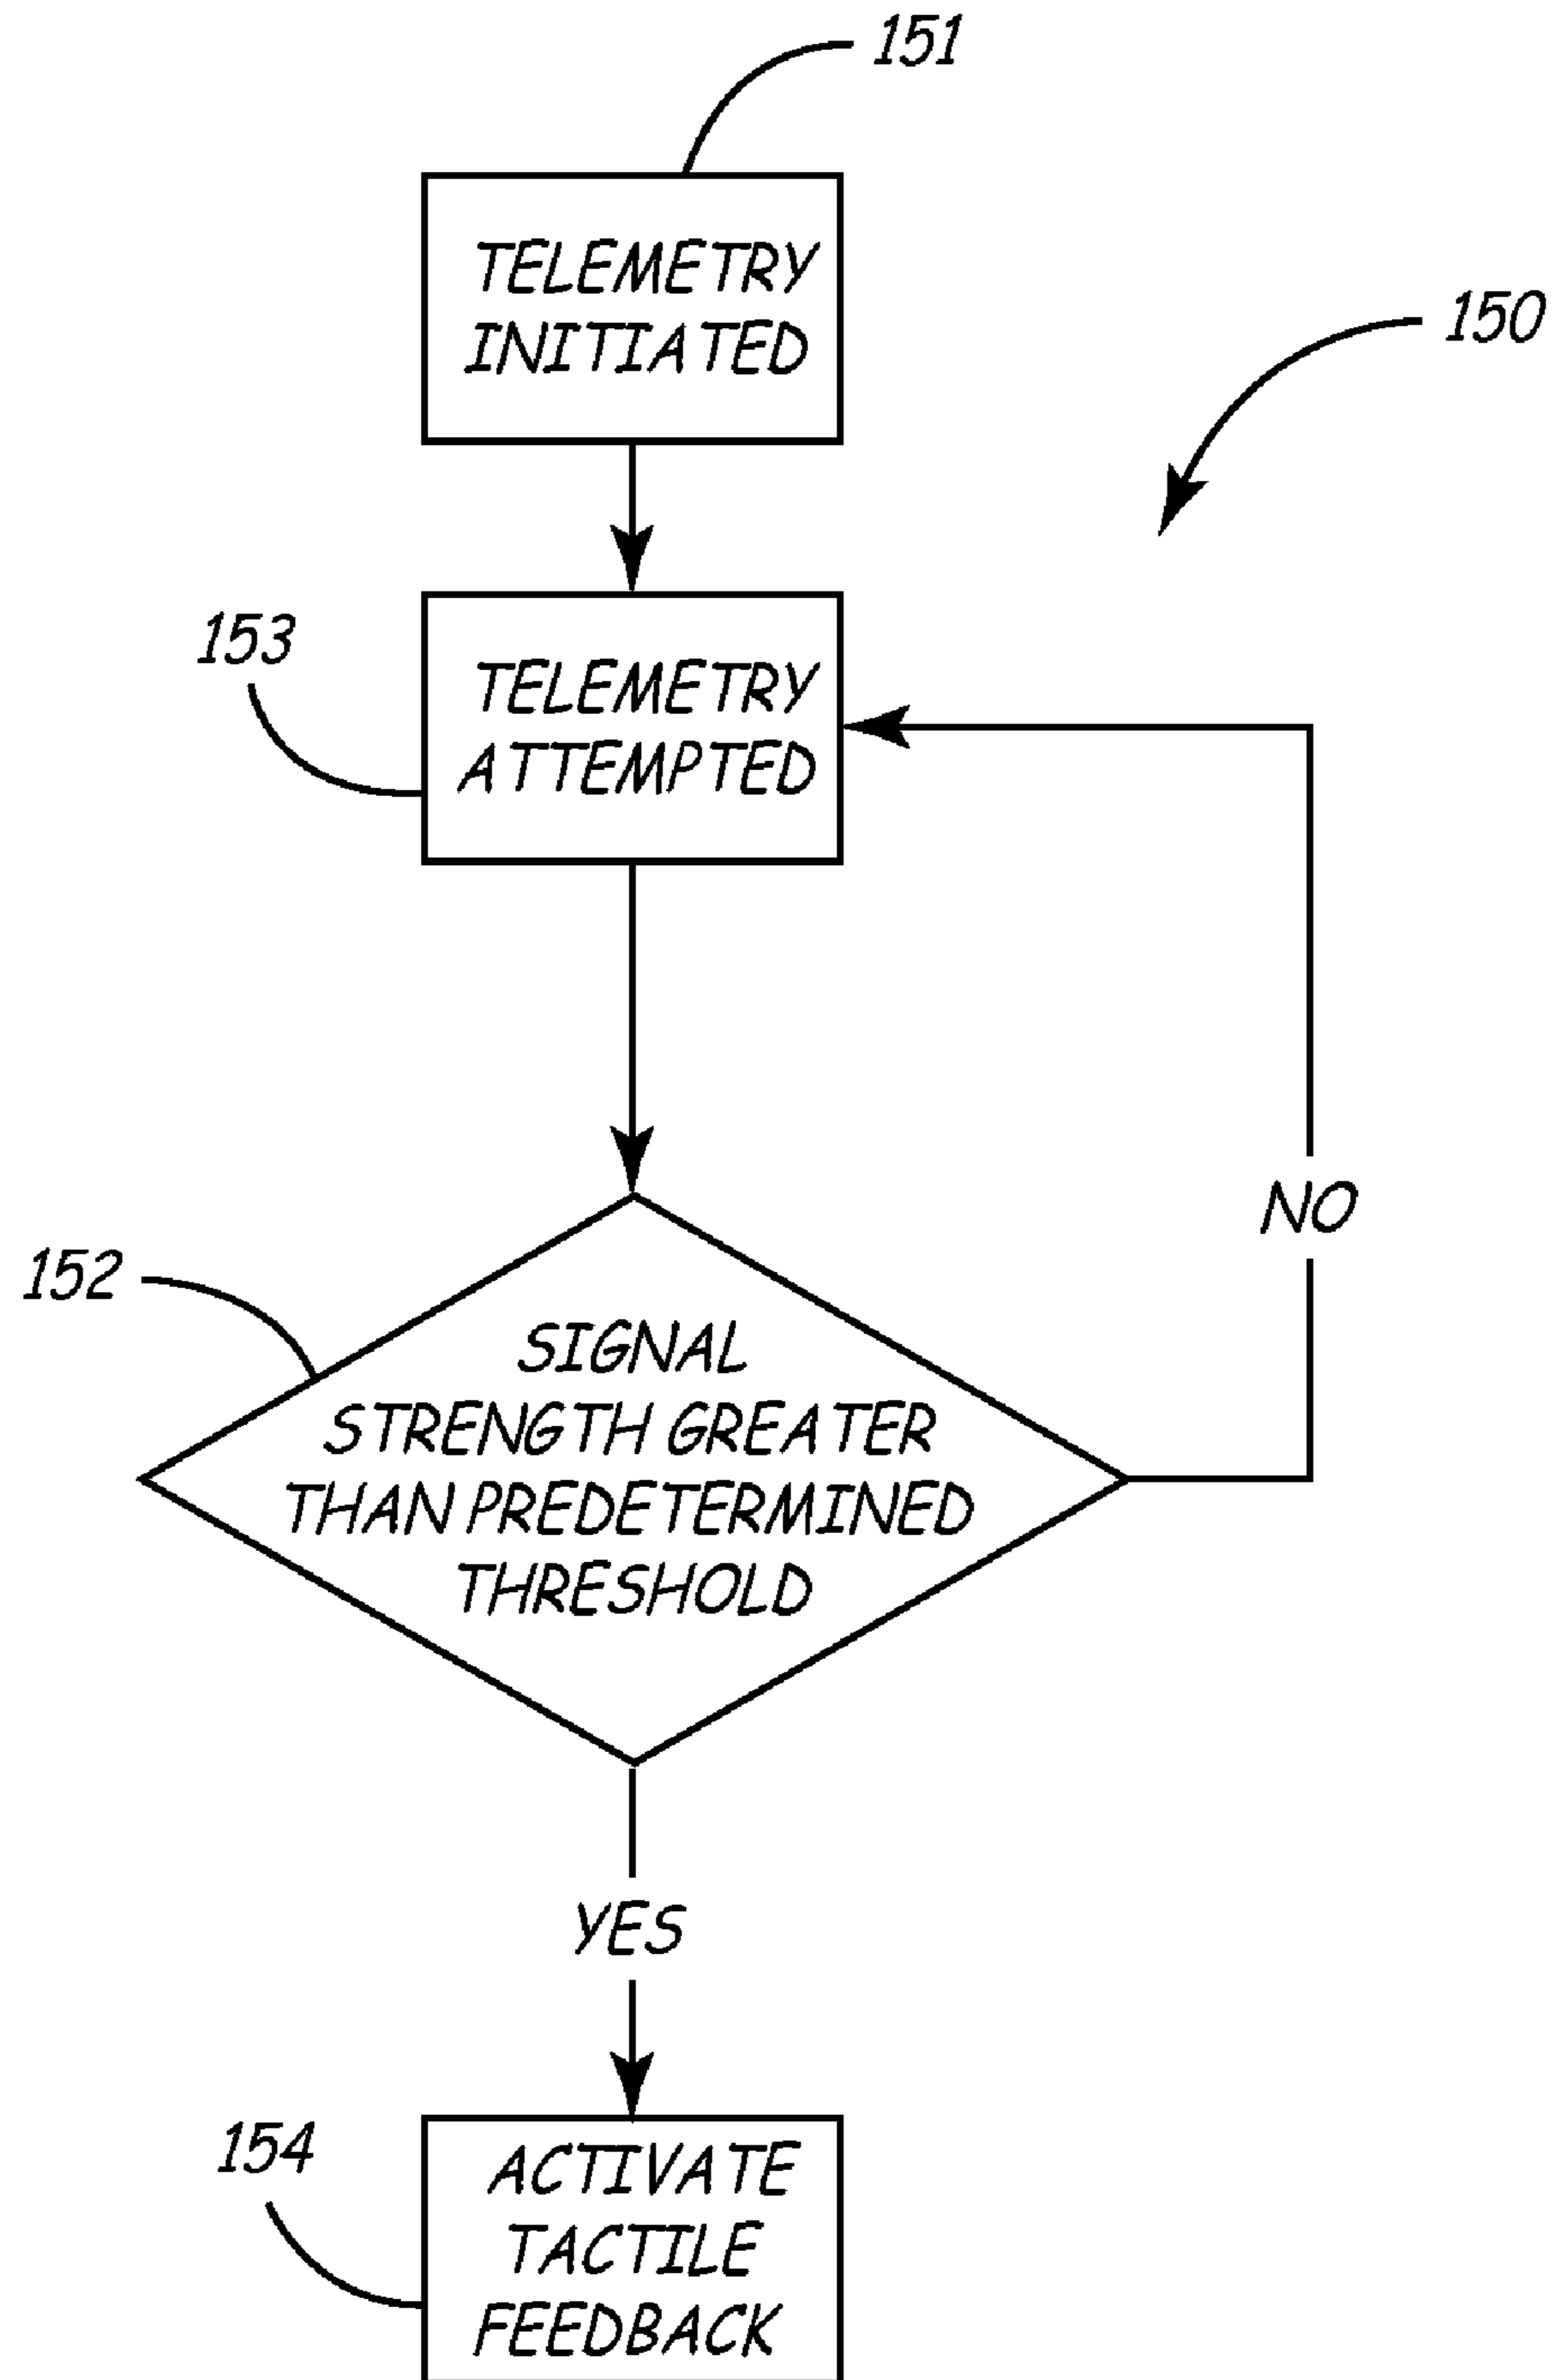 151
TELEMETRY
INITIATED
150
153
TELEMETRY
ATTEMPTED
NO
152
SIGNAL
STRENGTH GREATER
THAN PREDETERMINED
THRESHOLD
YES
154
ACTIVATE
TACTILE
FEEDBACK